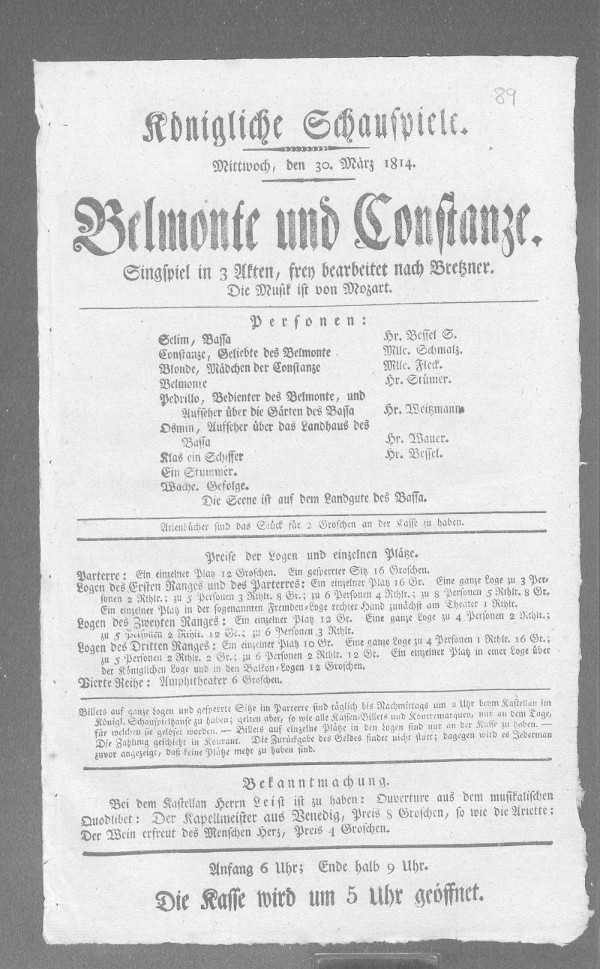 89
Königliche Schauspiele.
Mittwoch, den 30. März 1814.
Belmonte und Constanze.
Singspiel in 3 Akten, frey bearbeitet nach Bretzner.
Die Musik ist von Mozart.
Personen:
Selim, Bassa Hr. Bessel S.
Constanze, Geliebte des Belmonte Mlle. Schmalz.
Blonde, Mädchen der Constanze Mlle. Fleck.
Belmonte Hr. Stümer.
Pedrillo, Bedienter des Belmonte, und
Aufseher über die Gärten des Bassa Hr. Weitzmann
Osmin, Aufseher über das Landhaus des
Bassa Hr. Wauer.
Klas ein Schiffer Hr. Bessel.
Ein Stummer.
Wache. Gefolge.
Die Scene ist auf dem Landgute des Bassa.
Arienbücher sind das Stück für 2 Groschen an der Kasse zu haben.
Preise der Logen und einzelnen Plätze.
Parterre: Ein einzelner Platz 12 Groschen. Ein gesperrter Sitz 16 Groschen.
Logen des Ersten Ranges und des Parterres: Ein einzelner Platz 16 Gr. Eine ganze Loge zu 3 Per-
sonen 2 Rthlr.; zu 5 Personen 3 Rthlr. 8 Gr.; zu 6 Personen 4 Rthlr.; zu 8 Personen 5 Rthlr. 8 Gr.
Ein einzelner Platz in der sogenannten Fremden-Loge rechter Hand zunächst am Theater 1 Rthlr.
Logen des Zweyten Ranges: Ein einzelner Platz 12 Gr. Eine ganze Loge zu 4 Personen 2 Rthlr.;
zu 5 Personen 2 Rthlr. 12 Gr.; zu 6 Personen 3 Rthlr.
Logen des Dritten Ranges: Ein einzelner Platz 10 Gr. Eine ganze Loge zu 4 Personen 1 Rthlr. 16 Gr.;
zu 5 Personen 2 Rthlr. 2 Gr.; zu 6 Personen 2 Rthlr. 12 Gr. Ein einzelner Platz in einer Loge über
der Königlichen Loge und in den Balkon-Logen 12 Groschen.
Vierte Reihe: Amphitheater 6 Groschen.
Billets auf ganze Logen und gesperrte Sitze im Parterre sind täglich bis Nachmittags um 2 Uhr beym Kastellan im
Königl. Schauspielhause zu haben; gelten aber, so wie alle Kassen-Billets und Kontremarquen, nur an dem Tage,
für welchen sie gelöset worden. — Billets auf einzelne Plätze in den Logen sind nur an der Kasse zu haben. —
Die Zahlung geschieht in Kourant. Die Zurückgabe des Geldes findet nicht statt; dagegen wird es Jederman
zuvor angezeigt, daß keine Plätze mehr zu haben sind.
Bekanntmachung.
Bei dem Kastellan Herrn Leist ist zu haben: Ouverture aus dem musikalischen
Quodlibet: Der Kapellmeister aus Venedig, Preis 8 Groschen, so wie die Ariette:
Der Wein erfreut des Menschen Herz, Preis 4 Groschen.
Anfang 6 Uhr; Ende halb 9 Uhr.
Die Kasse wird um 5 Uhr geöffnet.